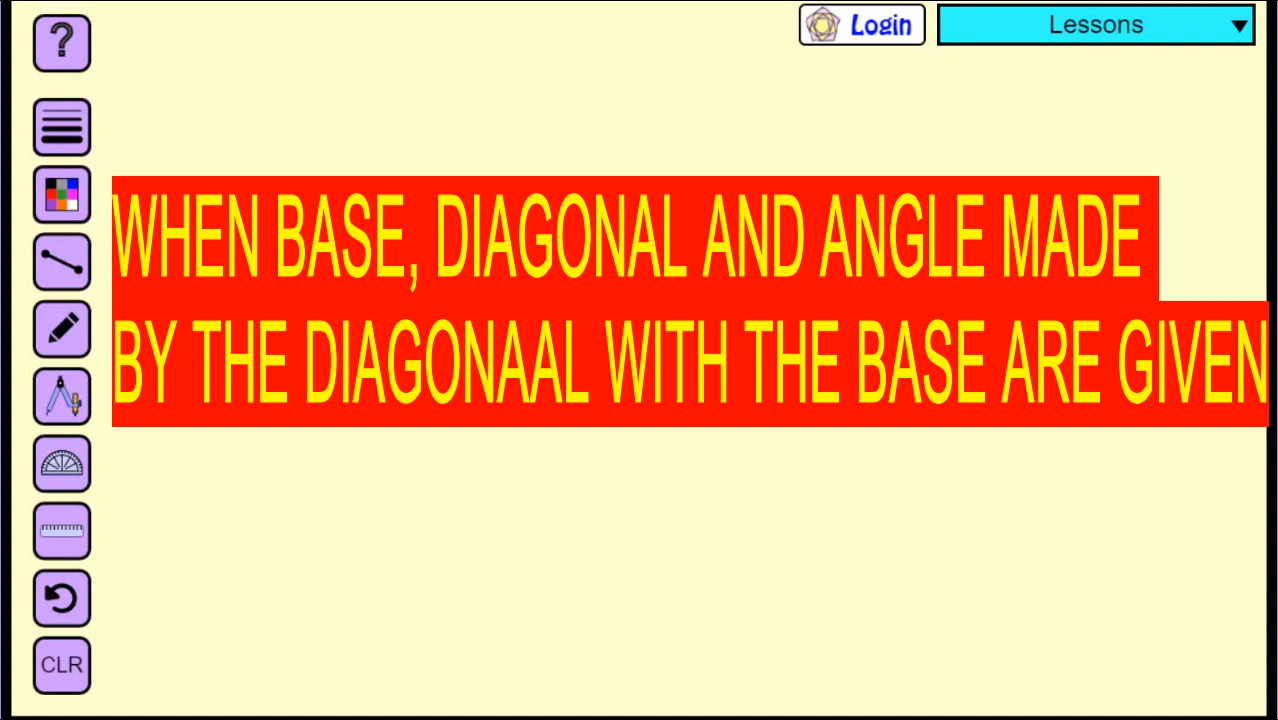 ?
Login
Lessons
WHEN BASE, DIAGONAL AND ANGLE MADE
BY THE DIAGONAAL WITH THE BASE ARE GIVEN
CLR